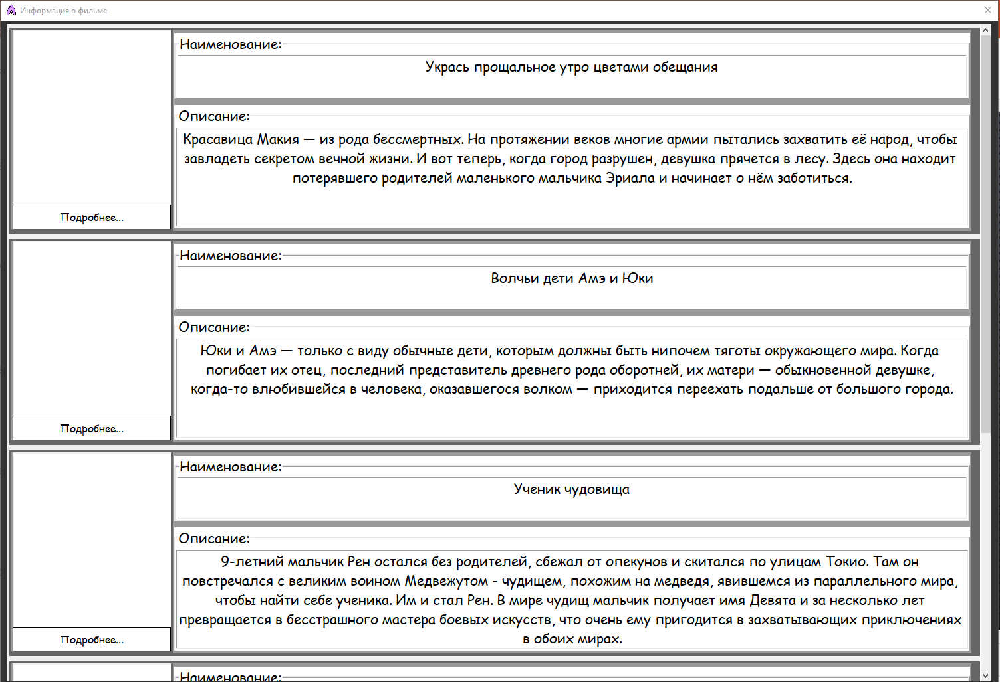 Информация о фильме
Наименование:
Укрась прощальное утро цветами обещания
Описание:
Красавица Макия — из рода бессмертных. На протяжении веков многие армии пытались захватить её народ, чтобы
завладеть секретом вечной жизни. И вот теперь, когда город разрушен, девушка прячется в лесу. Здесь она находит
потерявшего родителей маленького мальчика Эриала и начинает о нём заботиться.
Подробнее...
Наименование:
Волчьи дети Амэ и Юки
Описание:
Юки и Амэ — только с виду обычные дети, которым должны быть нипочем тяготы окружающего мира. Когда
погибает их отец, последний представитель древнего рода оборотней, их матери — обыкновенной девушке,
когда-то влюбившейся в человека, оказавшегося волком — приходится переехать подальше от большого города.
Подробнее...
Наименование:
Ученик чудовища
Описание:
9-летний мальчик Рен остался без родителей, сбежал от опекунов и скитался по улицам Токио. Там он
повстречался с великим воином Медвежутом - чудищем, похожим на медведя, явившемся из параллельного мира,
чтобы найти себе ученика. Им и стал Рен. В мире чудищ мальчик получает имя Девята и за несколько лет
превращается в бесстрашного мастера боевых искусств, что очень ему пригодится в захватывающих приключениях
в обоих мирах.
Подробнее...
Наименование: